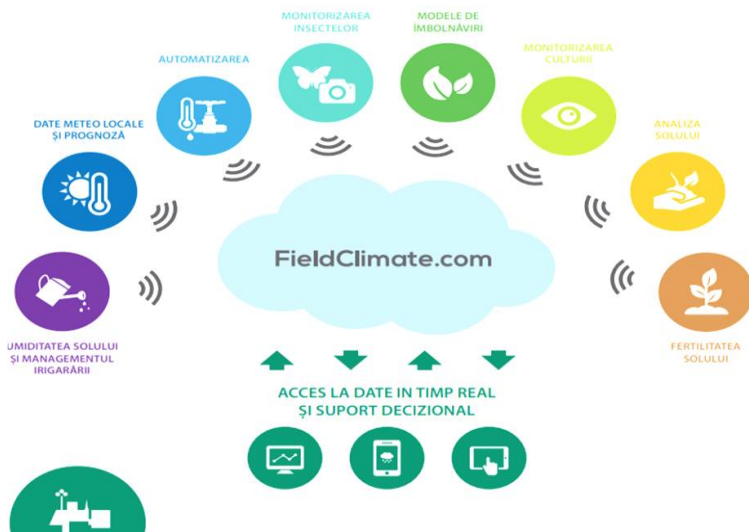 MONITORIZAREA
INSECTELOR
MODELE DE
ÎMBOLNĂVIRI
AUTOMATIZAREA
MONITORIZAREA
CULTURII
DATE METEO LOCALE
ȘI PROGNOZĂ
ANALIZA
SOLULUI
FieldClimate.com
UMIDITATEA SOLULUI
ȘI MANAGEMENTUL
IRIGARĂRII
FERTILITATEA
SOLULUI
ACCES LA DATE IN TIMP REAL
ȘI SUPORT DECIZIONAL